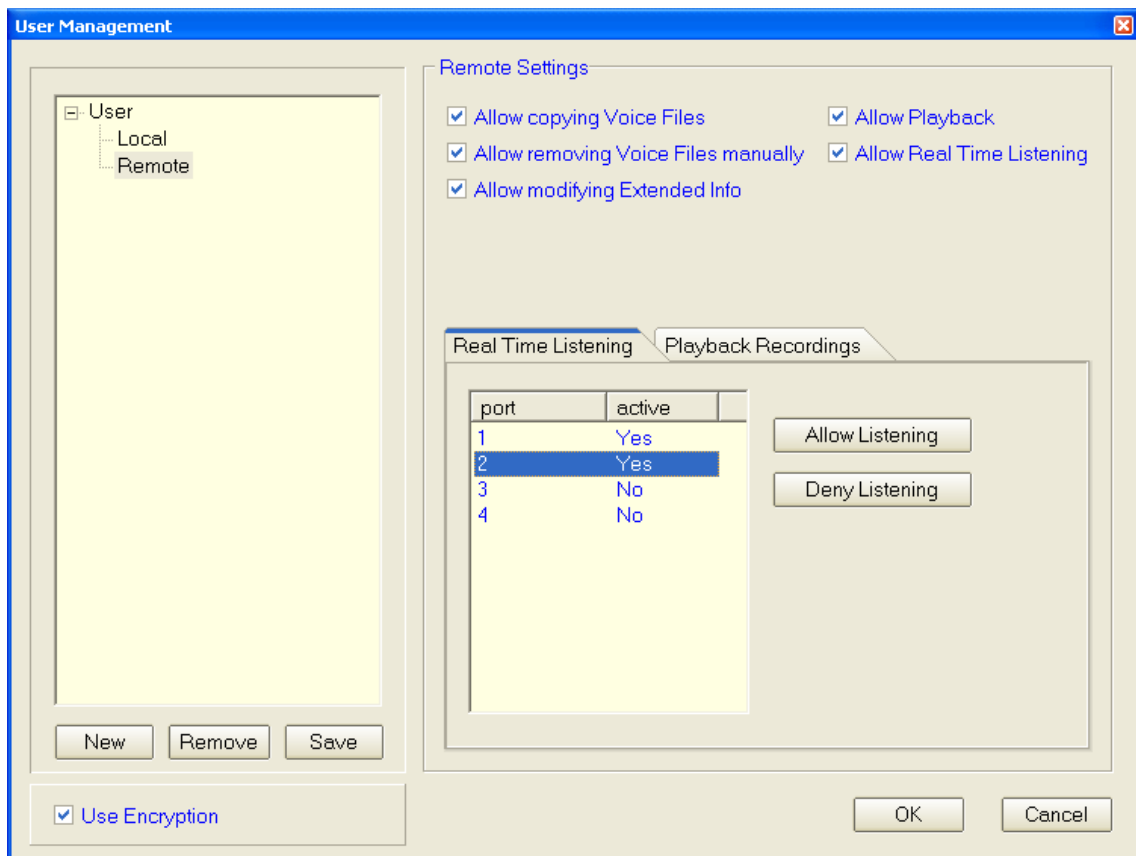 User Management
User
Local
Remote
New Remove Save
Use Encryption
Remote Settings
Allow copying Voice Files Allow Playback
Allow removing Voice Files manually Allow Real Time Listening
Allow modifying Extended Info
Real Time Listening Playback Recordings
port active
1 Yes
2 Yes
3 No
4 No
Allow Listening
Deny Listening
OK Cancel